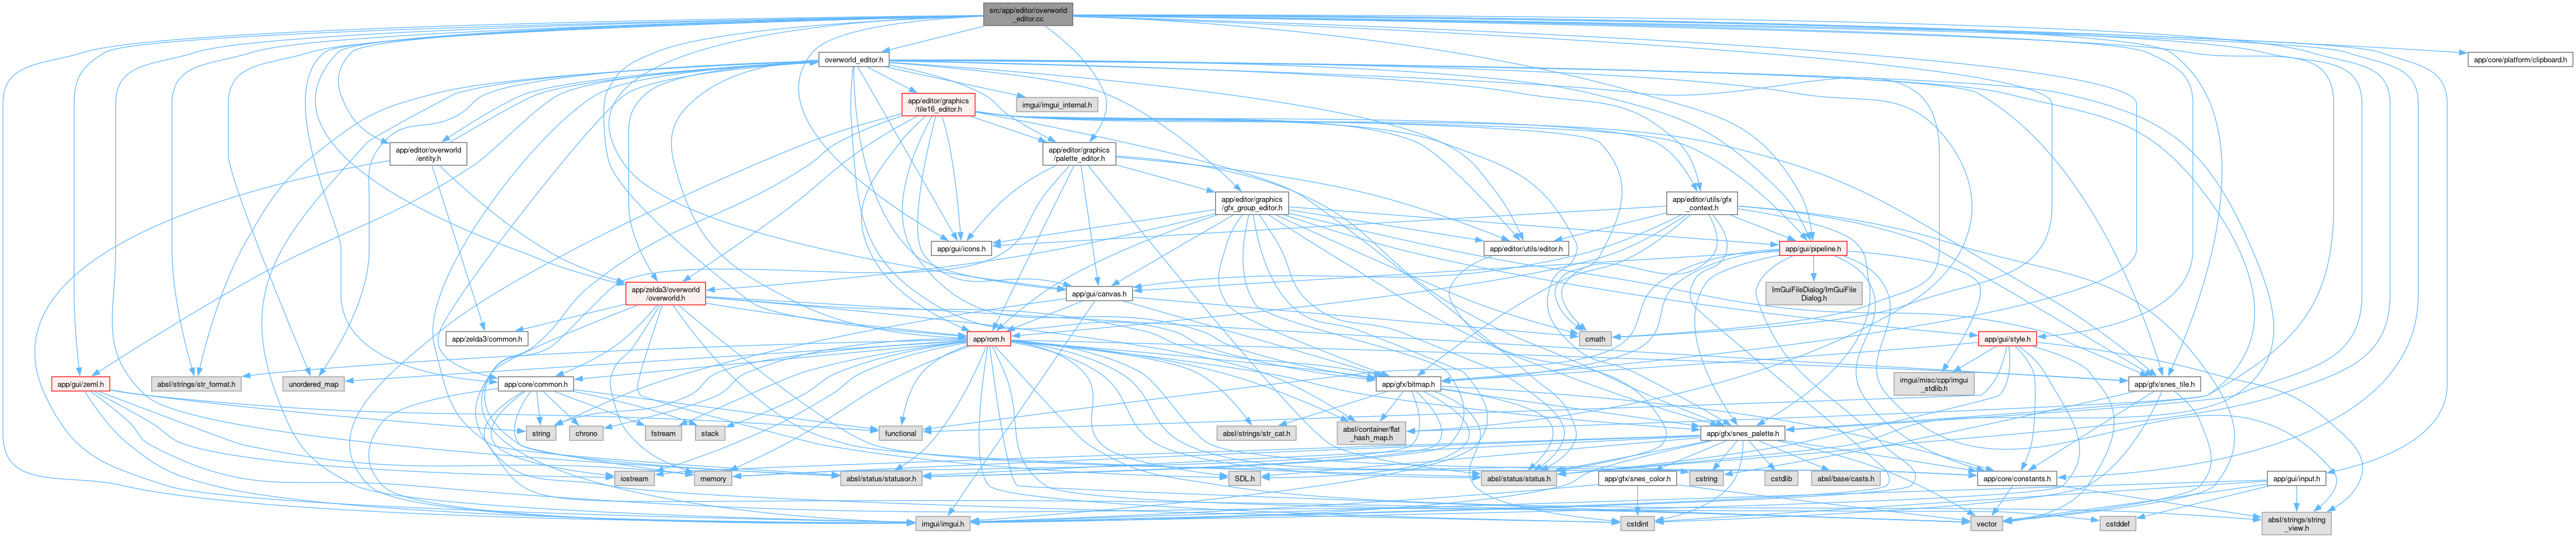 src/app/editor/overworld
_editor.cc
app/core/platform/clipboard.h
overworld_editor.h
app/editor/graphics
/tile16_editor.h
imgui/imgui_internal.h
app/editor/overworld
/entity.h
app/editor/graphics
/palette_editor.h
app/editor/graphics
/gfx_group_editor.h
app/editor/utils/gfx
_context.h
app/gui/icons.h
app/editor/utils/editor.h
app/gui/pipeline.h
app/zelda3/overworld
/overworld.h
app/gui/canvas.h
ImGuiFileDialog/ImGuiFile
Dialog.h
app/zelda3/common.h
app/rom.h
cmath
app/gui/style.h
app/gui/zeml.h
absl/strings/str_format.h
unordered_map
app/core/common.h
app/gfx/bitmap.h
imgui/misc/cpp/imgui
_stdlib.h
app/gfx/snes_tile.h
string
chrono
fstream
stack
functional
absl/strings/str_cat.h
absl/container/flat
_hash_map.h
app/gfx/snes_palette.h
iostream
memory
absl/status/statusor.h
SDL.h
absl/status/status.h
app/gfx/snes_color.h
cstring
cstdlib
absl/base/casts.h
app/core/constants.h
app/gui/input.h
imgui/imgui.h
cstdint
vector
cstddef
absl/strings/string
_view.h